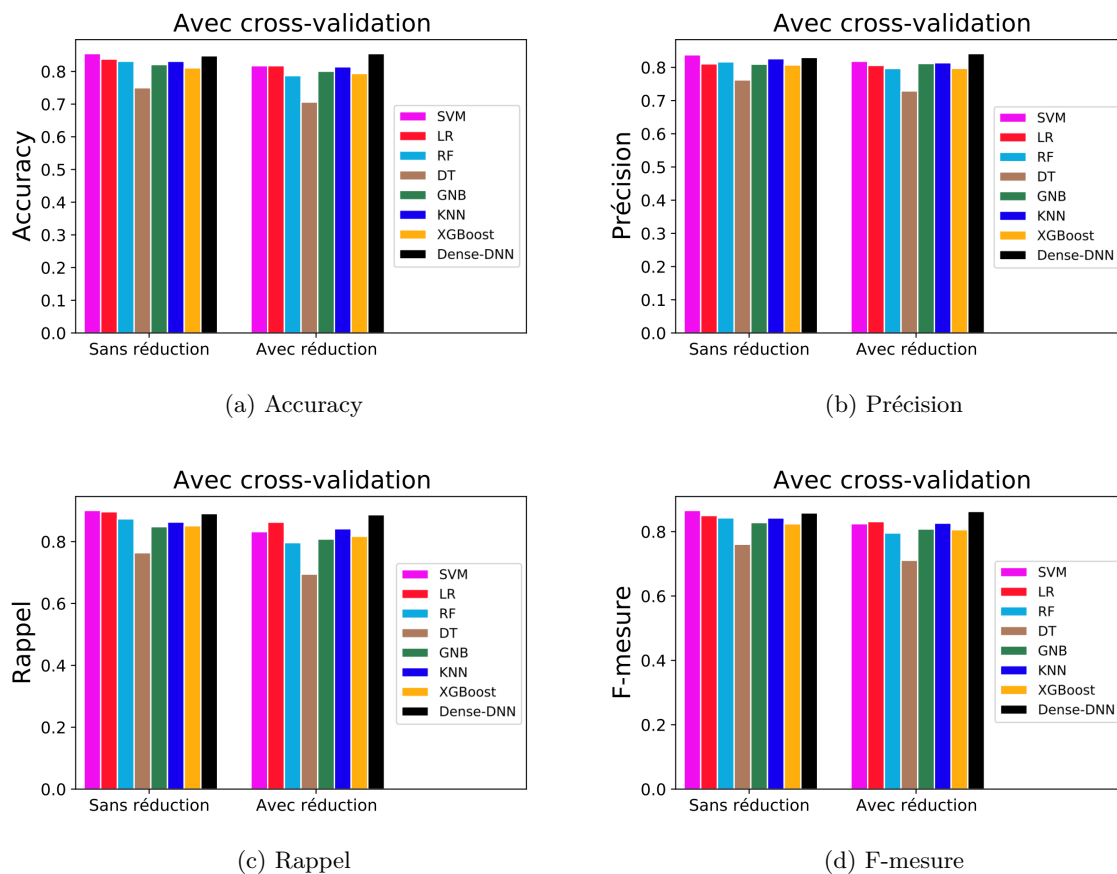 Avec cross-validation
Accuracy
0.8
0.7
0.6
0.5
0.4
0.3
0.2
0.1
0.0
Sans réduction
Avec réduction
SVM
LR
RF
DT
GNB
KNN
XGBoost
Dense-DNN
(a) Accuracy
Avec cross-validation
Précision
0.8
0.7
0.6
0.5
0.4
0.3
0.2
0.1
0.0
Sans réduction
Avec réduction
SVM
LR
RF
DT
GNB
KNN
XGBoost
Dense-DNN
(b) Précision
Avec cross-validation
Rappel
0.8
0.6
0.4
0.2
0.0
Sans réduction
Avec réduction
SVM
LR
RF
DT
GNB
KNN
XGBoost
Dense-DNN
(c) Rappel
Avec cross-validation
F-mesure
0.8
0.6
0.4
0.2
0.0
Sans réduction
Avec réduction
SVM
LR
RF
DT
GNB
KNN
XGBoost
Dense-DNN
(d) F-mesure